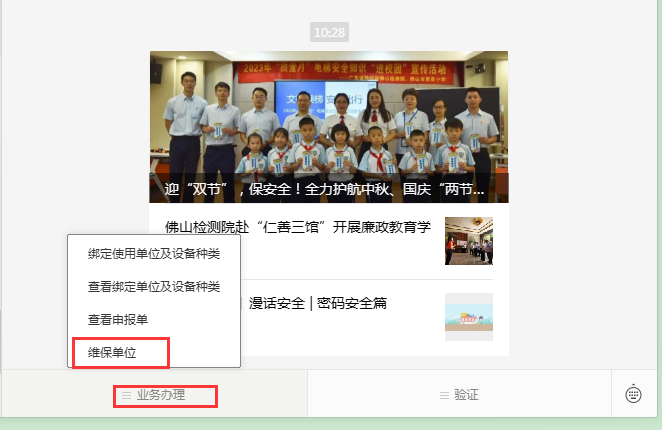 10:28
2023年“质量月”电梯安全知识“进校园”宣传活动
迎“双节”，保安全！全力护航中秋、国庆“两节...
佛山检测院赴“仁善三馆”开展廉政教育学
绑定使用单位及设备种类
查看绑定单位及设备种类
漫话安全 | 密码安全篇
查看申报单
维保单位
业务办理
验证